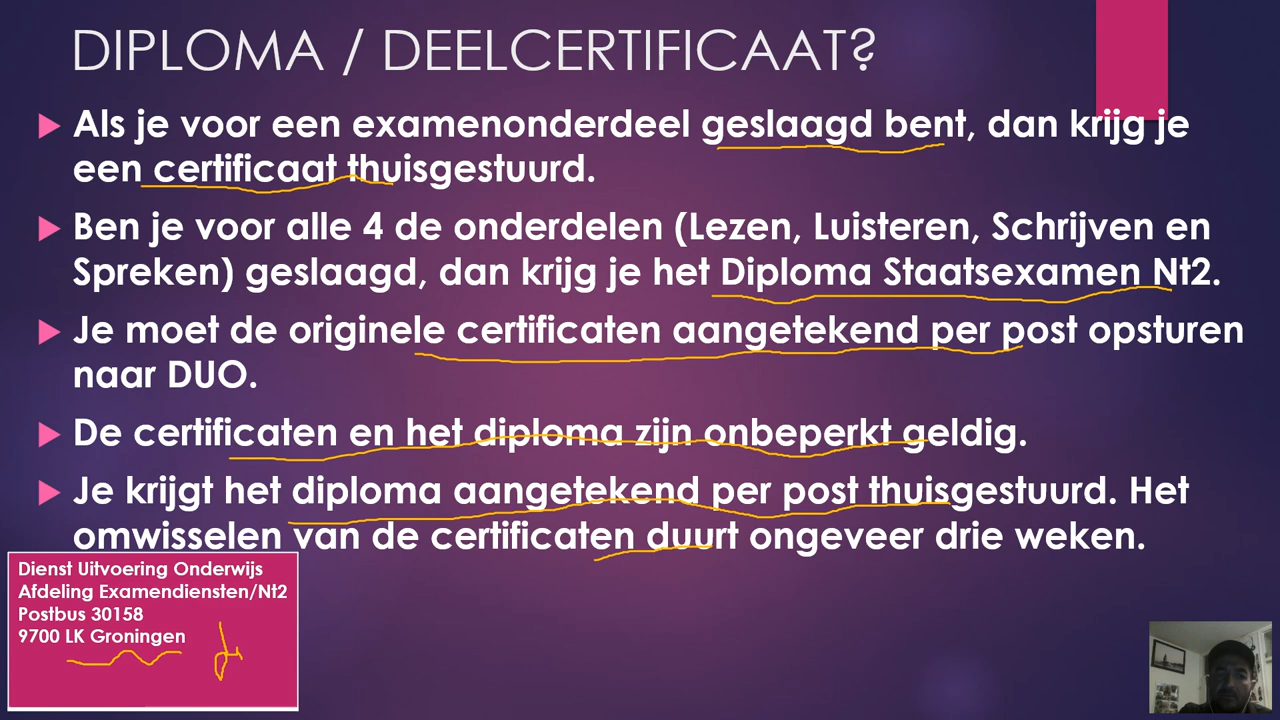 DIPLOMA / DEELCERTIFICAAT?
Als je voor een examenonderdeel geslaagd bent, dan krijg je
een certificaat thuisgestuurd.
Ben je voor alle 4 de onderdelen (Lezen, Luisteren, Schrijven en
Spreken) geslaagd, dan krijg je het Diploma Staatsexamen Nt2.
Je moet de originele certificaten aangetekend per post opsturen
naar DUO.
De certificaten en het diploma zijn onbeperkt geldig.
Je krijgt het diploma aangetekend per post thuisgestuurd. Het
omwisselen van de certificaten duurt ongeveer drie weken.
Dienst Uitvoering Onderwijs
Afdeling Examendiensten/Nt2
Postbus 30158
9700 LK Groningen